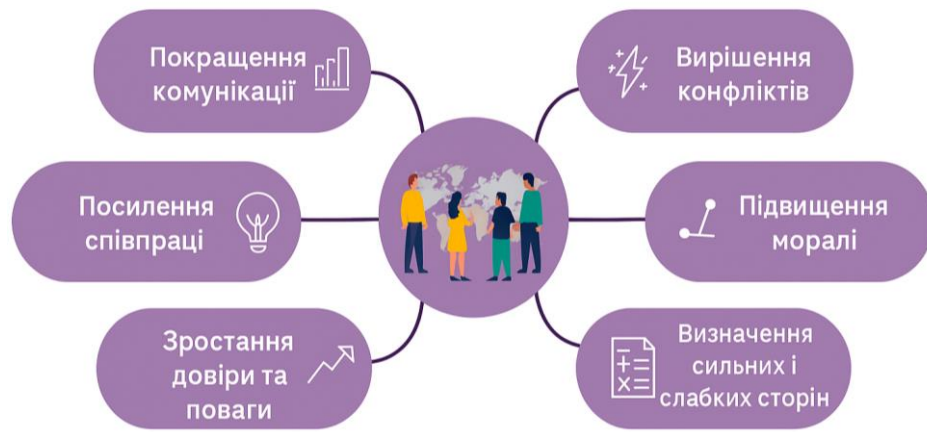 Покращення
комунікації
Вирішення
конфліктів
Посилення
співпраці
Підвищення
моралі
Зростання
довіри та
поваги
Визначення
сильних і
слабких сторін